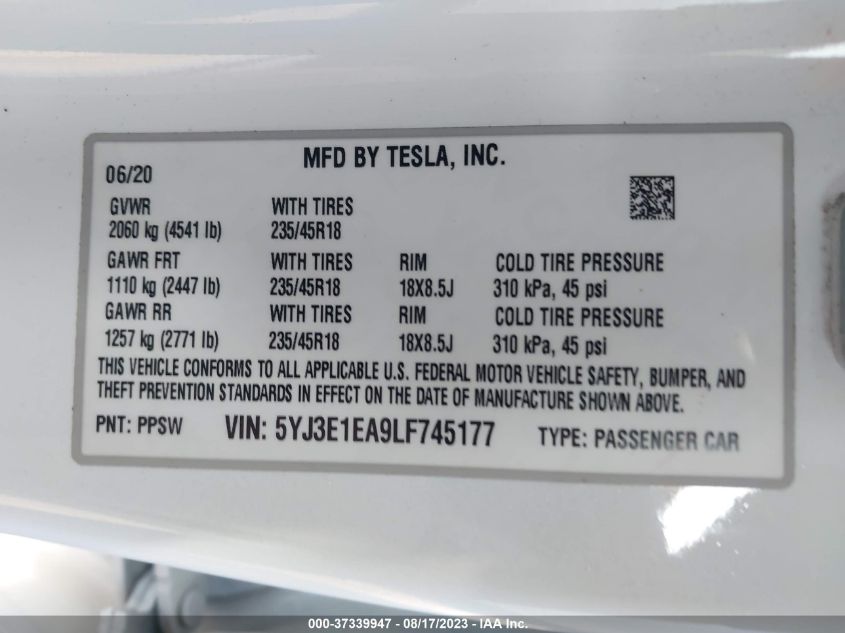 MFD BY TESLA, INC.
06/20
GVWR WITH TIRES
2060 kg (4541 lb) 235/45R18
GAWR FRT WITH TIRES RIM COLD TIRE PRESSURE
1110 kg (2447 lb) 235/45R18 18X8.5J 310 kPa, 45 psi
GAWR RR WITH TIRES RIM COLD TIRE PRESSURE
1257 kg (2771 lb) 235/45R18 18X8.5J 310 kPa, 45 psi
THIS VEHICLE CONFORMS TO ALL APPLICABLE U.S. FEDERAL MOTOR VEHICLE SAFETY, BUMPER, AND
THEFT PREVENTION STANDARDS IN EFFECT ON THE DATE OF MANUFACTURE SHOWN ABOVE.
PNT: PPSW VIN: 5YJ3E1EA9LF745177 TYPE: PASSENGER CAR
000-37339947 - 08/17/2023 - IAA Inc.